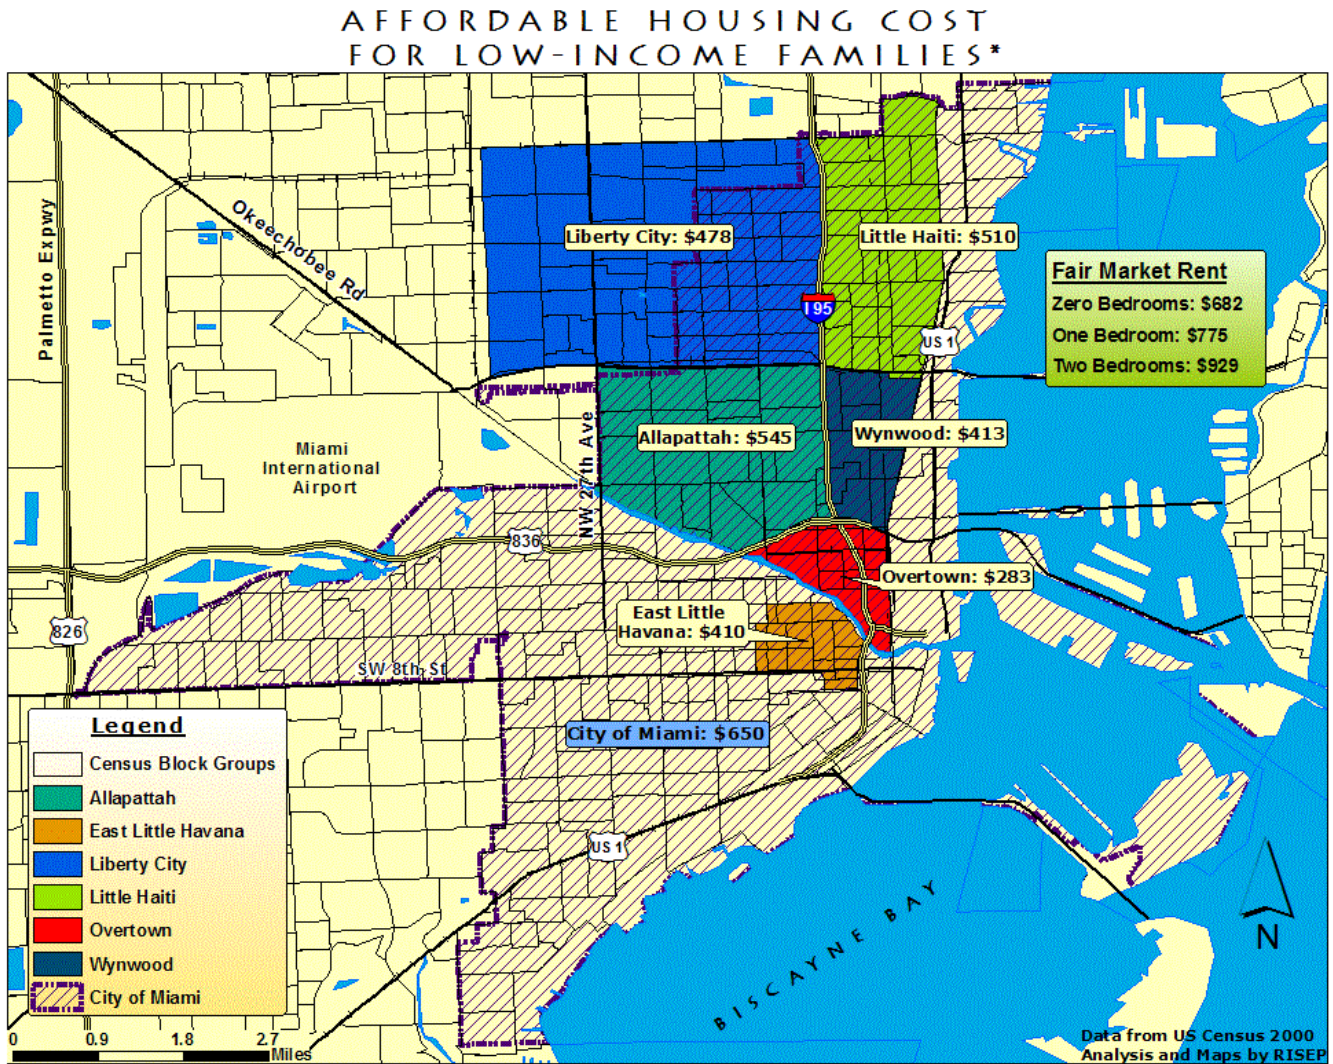 AFFORDABLE HOUSING COST
FOR LOW-INCOME FAMILIES*
Palmetto Expwy
Okeechobee Rd
Liberty City: $478
Little Haiti: $510
I 95
US 1
Fair Market Rent
Zero Bedrooms: $682
One Bedroom: $775
Two Bedrooms: $929
Allapattah: $545
Wynwood: $413
Miami
International
Airport
NW 27th Ave
836
Overtown: $283
East Little
Havana: $410
826
SW 8th St
City of Miami: $650
US 1
Legend
Census Block Groups
Allapattah
East Little Havana
Liberty City
Little Haiti
Overtown
Wynwood
City of Miami
BISCAYNE BAY
N
0 0.9 1.8 2.7
Miles
Data from US Census 2000
Analysis and Maps by RISEP